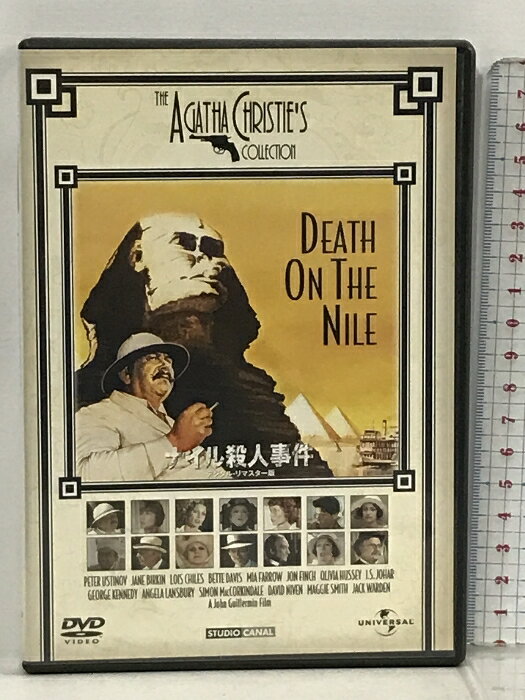 THE AGATHA CHRISTIE'S
COLLECTION
DEATH
ON THE
NILE
ナイル殺人事件
デジタル・リマスター版
PETER USTINOV JANE BIRKIN LOIS CHILES BETTE DAVIS MIA FARROW JON FINCH OLIVIA HUSSEY I.S. JOHAR
GEORGE KENNEDY ANGELA LANSBURY SIMON MACCORKINDALE DAVID NIVEN MAGGIE SMITH JACK WARDEN
A John Guillermin Film
DVD
VIDEO
STUDIO CANAL
UNIVERSAL